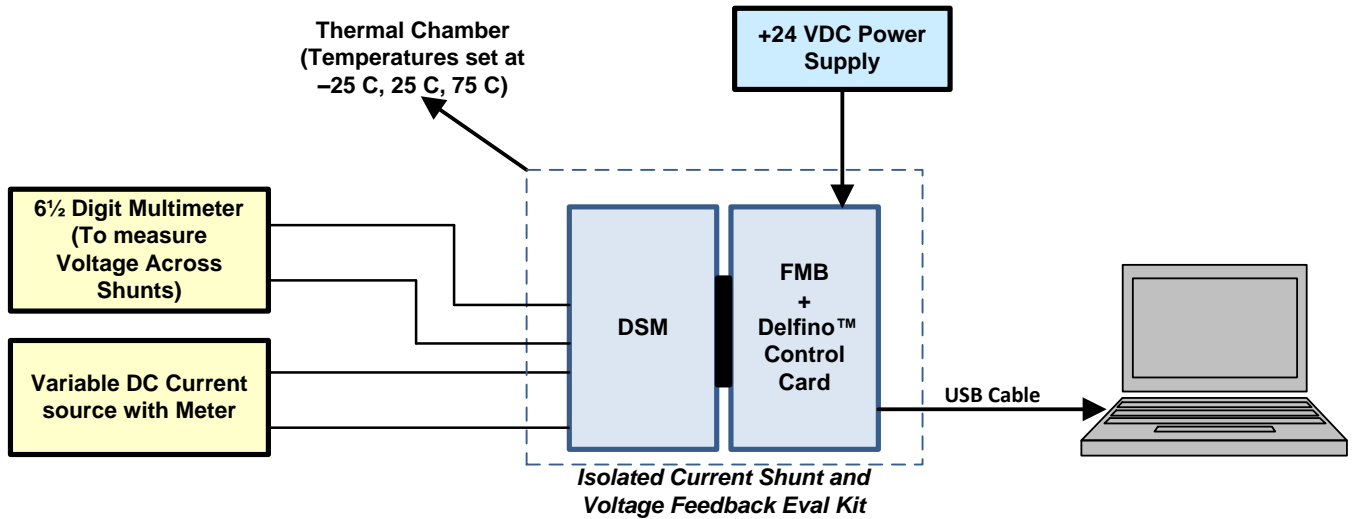 Thermal Chamber
(Temperatures set at
–25 C, 25 C, 75 C)
+24 VDC Power
Supply
6½ Digit Multimeter
(To measure
Voltage Across
Shunts)
Variable DC Current
source with Meter
DSM
FMB
+
Delfino™
Control
Card
USB Cable
Isolated Current Shunt and
Voltage Feedback Eval Kit